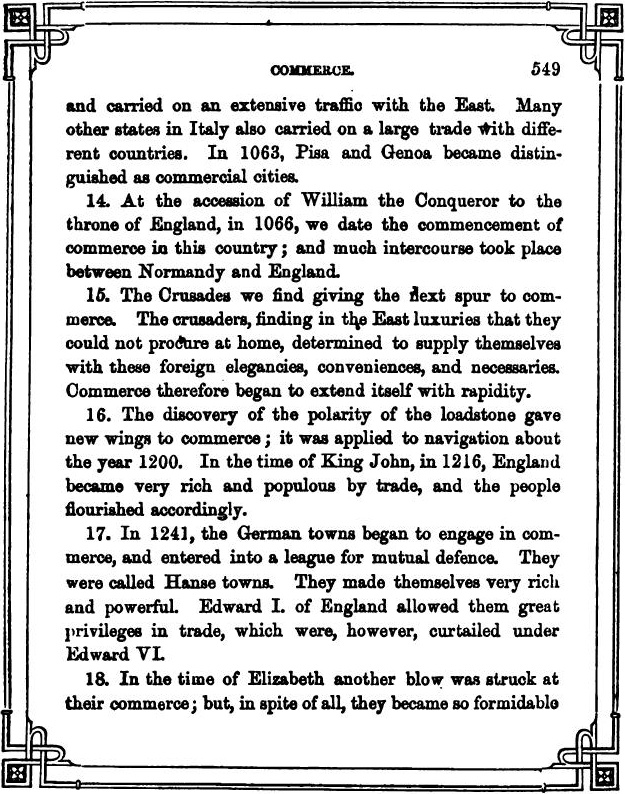 COMMERCE. 549
and carried on an extensive traffic with the East. Many
other states in Italy also carried on a large trade with diffe-
rent countries. In 1063, Pisa and Genoa became distin-
guished as commercial cities.
14. At the accession of William the Conqueror to the
throne of England, in 1066, we date the commencement of
commerce in this country; and much intercourse took place
between Normandy and England.
15. The Crusades we find giving the next spur to com-
merce. The crusaders, finding in the East luxuries that they
could not procure at home, determined to supply themselves
with these foreign elegancies, conveniences, and necessaries.
Commerce therefore began to extend itself with rapidity.
16. The discovery of the polarity of the loadstone gave
new wings to commerce; it was applied to navigation about
the year 1200. In the time of King John, in 1216, England
became very rich and populous by trade, and the people
flourished accordingly.
17. In 1241, the German towns began to engage in com-
merce, and entered into a league for mutual defence. They
were called Hanse towns. They made themselves very rich
and powerful. Edward I. of England allowed them great
privileges in trade, which were, however, curtailed under
Edward VI.
18. In the time of Elizabeth another blow was struck at
their commerce; but, in spite of all, they became so formidable